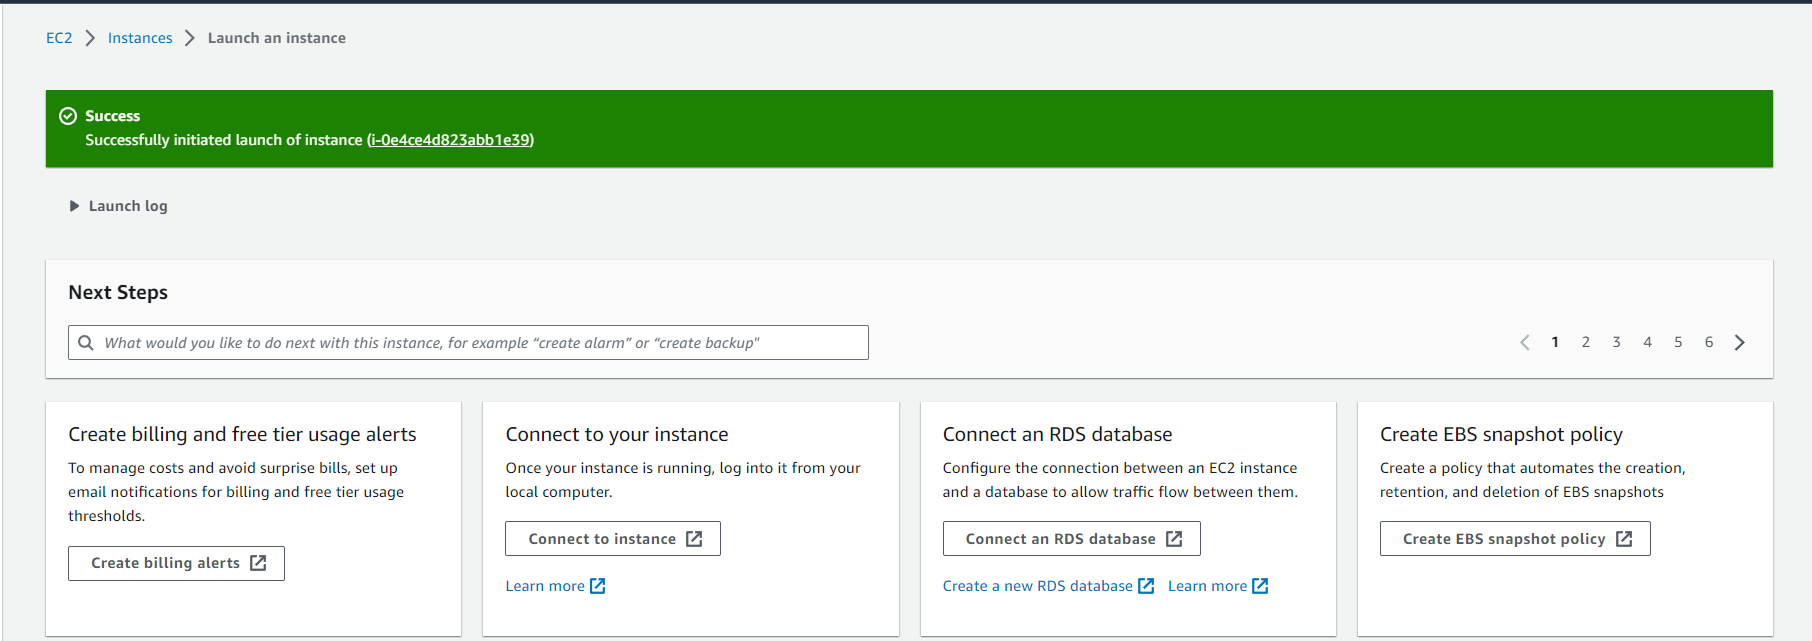 EC2 Instances Launch an instance
Success
Successfully initiated launch of instance (i-0e4ce4d823abb1e39)
Launch log
Next Steps
What would you like to do next with this instance, for example “create alarm” or “create backup"
1 2 3 4 5 6
Create billing and free tier usage alerts
To manage costs and avoid surprise bills, set up
email notifications for billing and free tier usage
thresholds.
Create billing alerts
Connect to your instance
Once your instance is running, log into it from your
local computer.
Connect to instance
Learn more
Connect an RDS database
Configure the connection between an EC2 instance
and a database to allow traffic flow between them.
Connect an RDS database
Create a new RDS database Learn more
Create EBS snapshot policy
Create a policy that automates the creation,
retention, and deletion of EBS snapshots
Create EBS snapshot policy